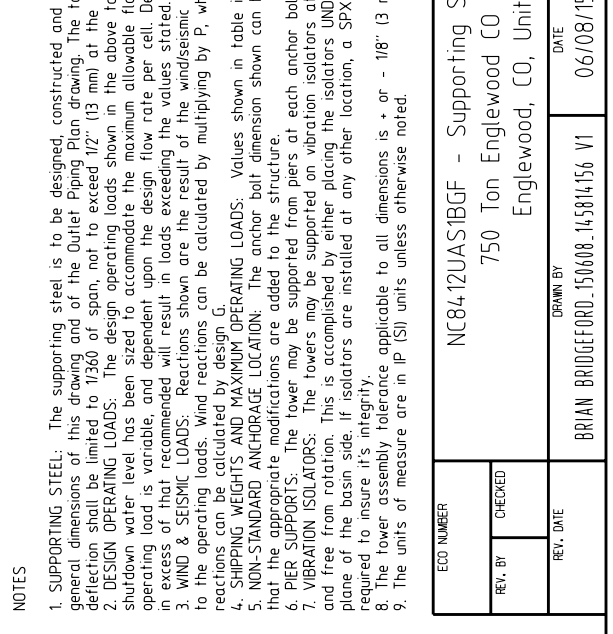 NOTES
1. SUPPORTING STEEL: The supporting steel is to be designed, constructed and
general dimensions of this drawing and of the Outlet Piping Plan drawing. The to
deflection shall be limited to 1/360 of span, not to exceed 1/2" (13 mm) at the
2. DESIGN OPERATING LOADS: The design operating loads shown in the above to
shutdown water level has been sized to accommodate the maximum allowable flo
operating load is variable, and dependent upon the design flow rate per cell. De
in excess of that recommended will result in loads exceeding the values stated.
3. WIND & SEISMIC LOADS: Reactions shown are the result of the wind/seismic
to the operating loads. Wind reactions can be calculated by multiplying by P, wh
reactions can be calculated by design G.
4. SHIPPING WEIGHTS AND MAXIMUM OPERATING LOADS: Values shown in table i
5. NON-STANDARD ANCHORAGE LOCATION: The anchor bolt dimension shown can
that the appropriate modifications are added to the structure.
6. PIER SUPPORTS: The tower may be supported from piers at each anchor bol
7. VIBRATION ISOLATORS: The towers may be supported on vibration isolators at
and free from rotation. This is accomplished by either placing the isolators UND
plane of the basin side. If isolators are installed at any other location, a SPX
required to insure it's integrity.
8. The tower assembly tolerance applicable to all dimensions is + or - 1/8" (3
9. The units of measure are in IP (SI) units unless otherwise noted.
ECO NUMBER
REV. BY
CHECKED
REV. DATE
NC8412UAS1BGF - Supporting S
750 Ton Englewood CO
Englewood, CO, Unit
DRAWN BY
BRIAN BRIDGEFORD_150608_145814156 V1
DATE
06/08/15